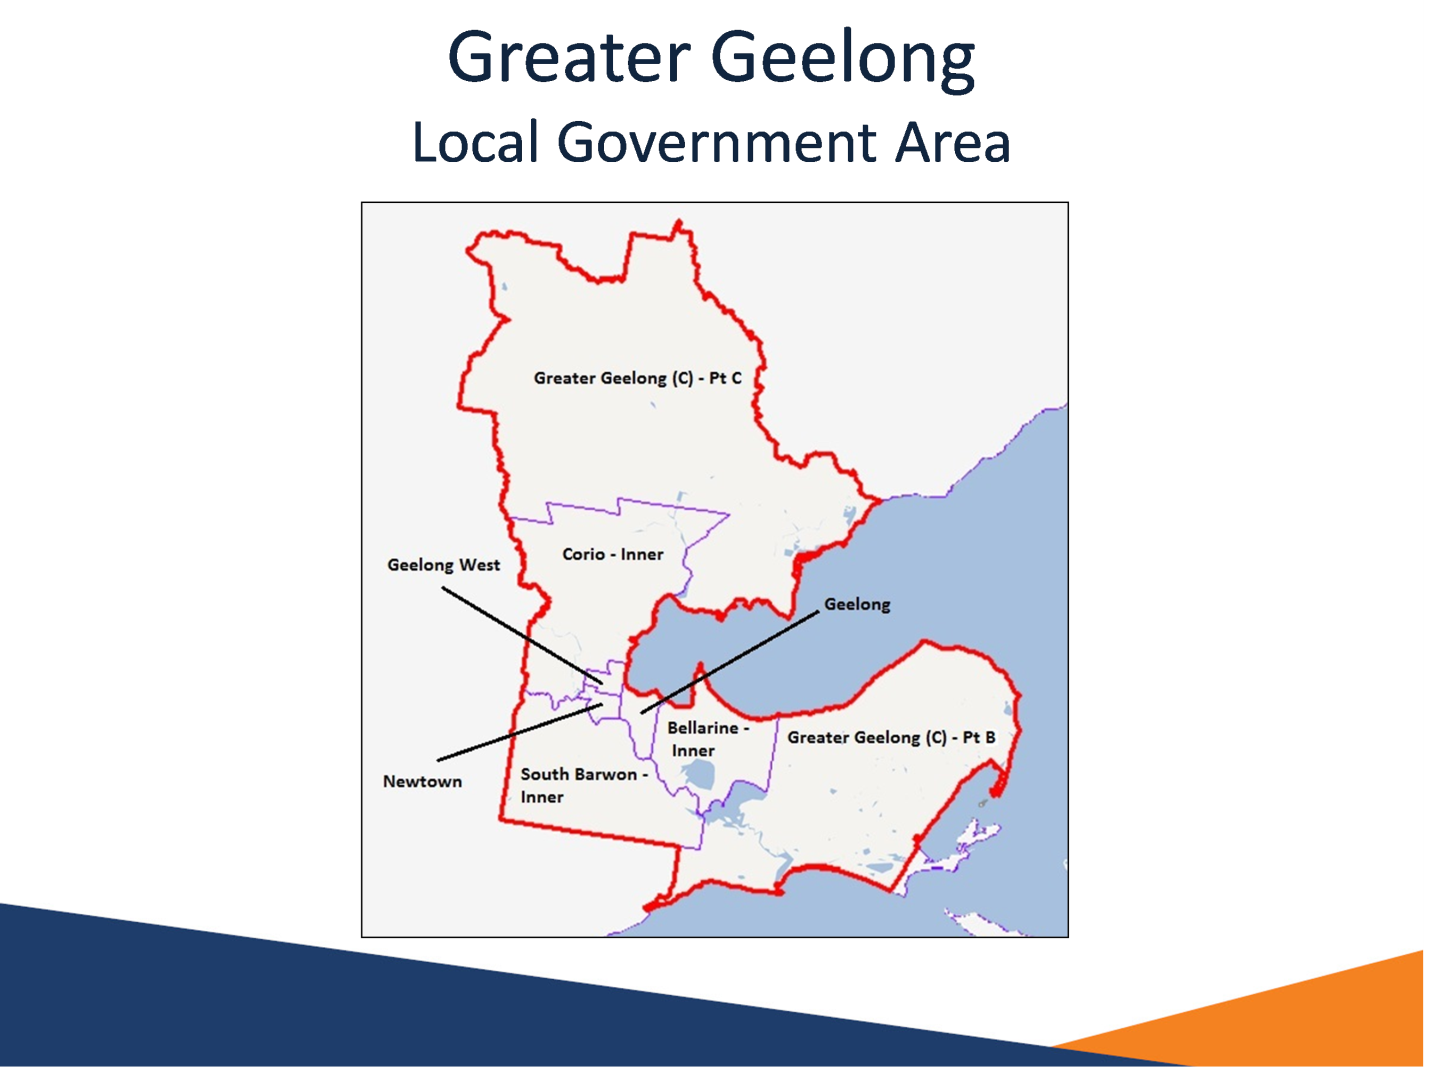 Greater Geelong
Local Government Area
Greater Geelong (C) - Pt C
Corio - Inner
Geelong West
Geelong
Bellarine -
Inner
Greater Geelong (C) - Pt B
Newtown
South Barwon -
Inner